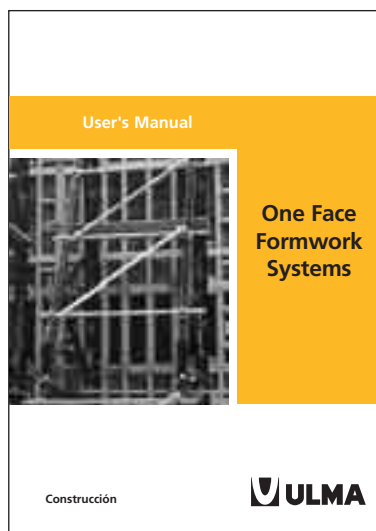 User's Manual
One Face
Formwork
Systems
Construcción
ULMA